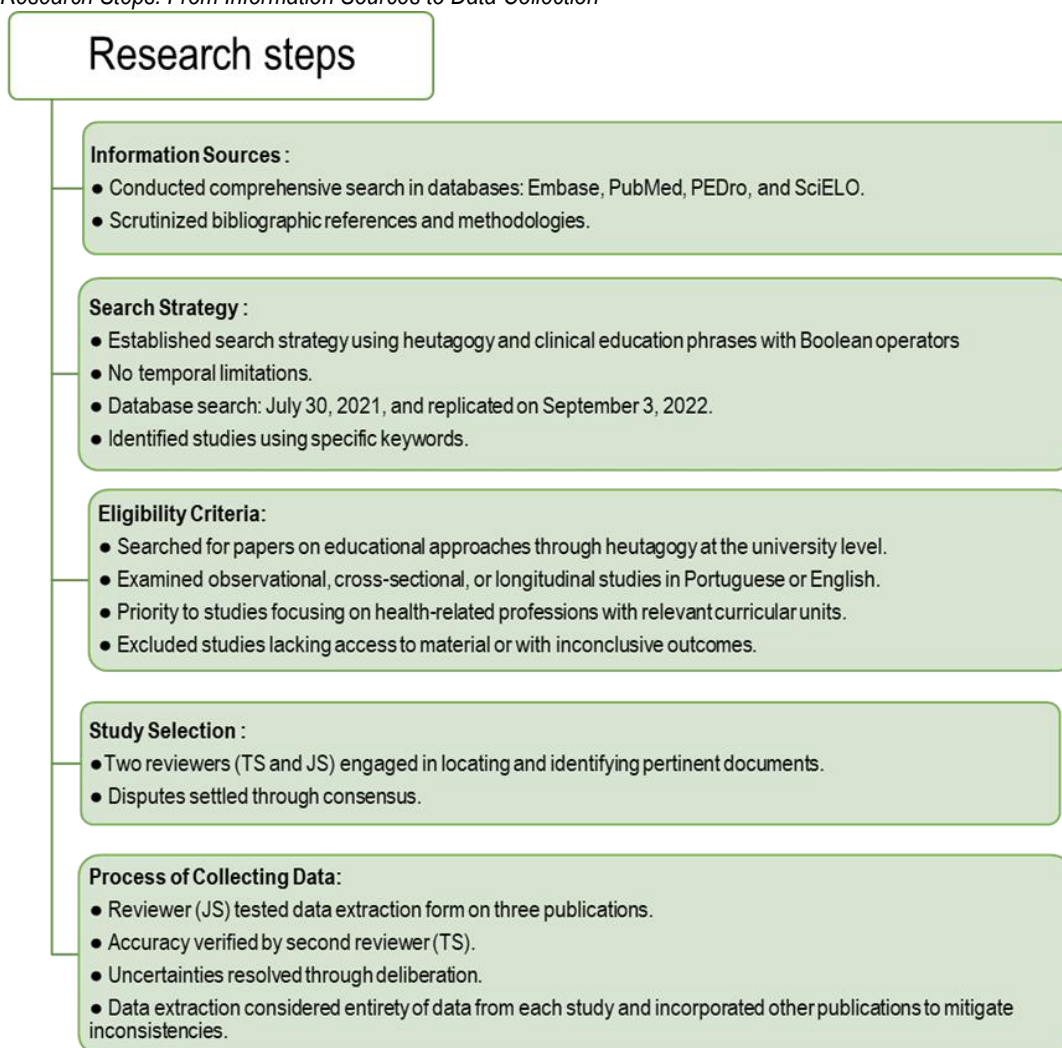 Research Steps: From Information Sources to Data Collection
Research steps
Information Sources :
● Conducted comprehensive search in databases: Embase, PubMed, PEDro, and SciELO.
● Scrutinized bibliographic references and methodologies.
Search Strategy :
● Established search strategy using heutagogy and clinical education phrases with Boolean operators
● No temporal limitations.
● Database search: July 30, 2021, and replicated on September 3, 2022.
● Identified studies using specific keywords.
Eligibility Criteria:
● Searched for papers on educational approaches through heutagogy at the university level.
● Examined observational, cross-sectional, or longitudinal studies in Portuguese or English.
● Priority to studies focusing on health-related professions with relevant curricular units.
● Excluded studies lacking access to material or with inconclusive outcomes.
Study Selection :
● Two reviewers (TS and JS) engaged in locating and identifying pertinent documents.
● Disputes settled through consensus.
Process of Collecting Data:
● Reviewer (JS) tested data extraction form on three publications.
● Accuracy verified by second reviewer (TS).
● Uncertainties resolved through deliberation.
● Data extraction considered entirety of data from each study and incorporated other publications to mitigate
inconsistencies.